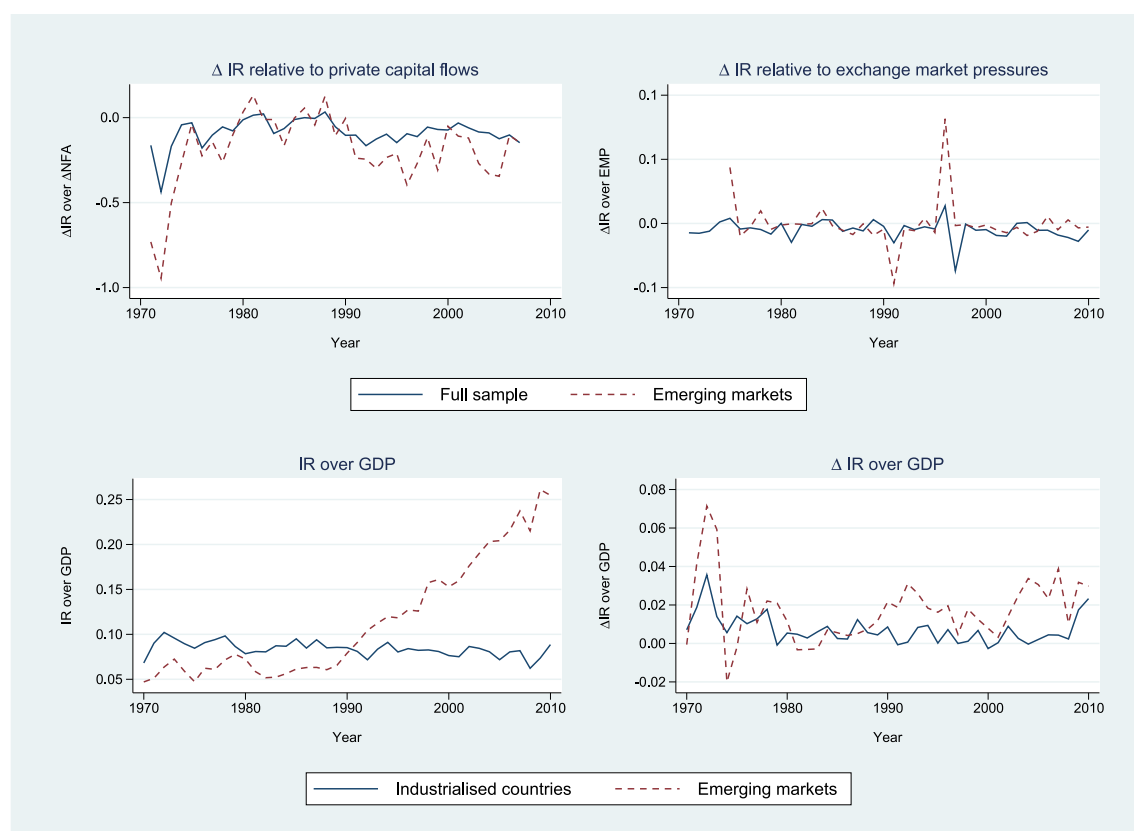 Δ IR relative to private capital flows
ΔIR over ΔNFA
0.0
-0.5
-1.0
1970 1980 1990 2000 2010
Year
Δ IR relative to exchange market pressures
ΔIR over EMP
0.1
0.1
0.0
-0.1
1970 1980 1990 2000 2010
Year
Full sample Emerging markets
IR over GDP
IR over GDP
0.25
0.20
0.15
0.10
0.05
1970 1980 1990 2000 2010
Year
Δ IR over GDP
ΔIR over GDP
0.08
0.06
0.04
0.02
0.00
-0.02
1970 1980 1990 2000 2010
Year
Industrialised countries Emerging markets